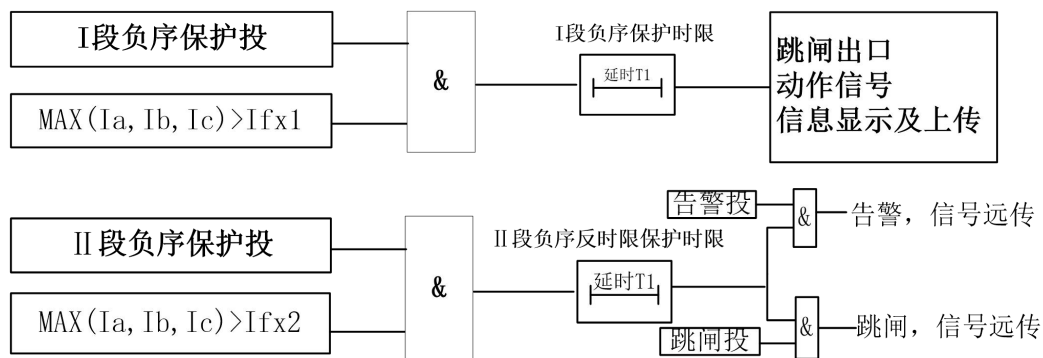 I段负序保护投
MAX(Ia,Ib,Ic)>Ifx1
&
I段负序保护时限
延时T1
跳闸出口
动作信号
信息显示及上传
II段负序保护投
MAX(Ia,Ib,Ic)>Ifx2
&
II段负序反时限保护时限
延时T1
告警投
&
告警，信号远传
跳闸投
&
跳闸，信号远传